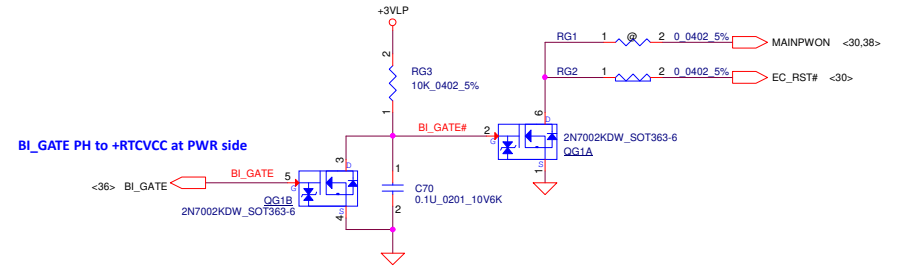 +3VLP
RG1 1 @ 2 0_0402_5% MAINPWON <30,38>
RG2 1 2 0_0402_5% EC_RST# <30>
2
RG3
10K_0402_5%
1
6
D
BI_GATE# 2
G
2N7002KDW_SOT363-6
QG1A
S
1
BI_GATE PH to +RTCVCC at PWR side
3
D
<36> BI_GATE BI_GATE 5
G
1
C70
0.1U_0201_10V6K
2
QG1B
2N7002KDW_SOT363-6
S
4